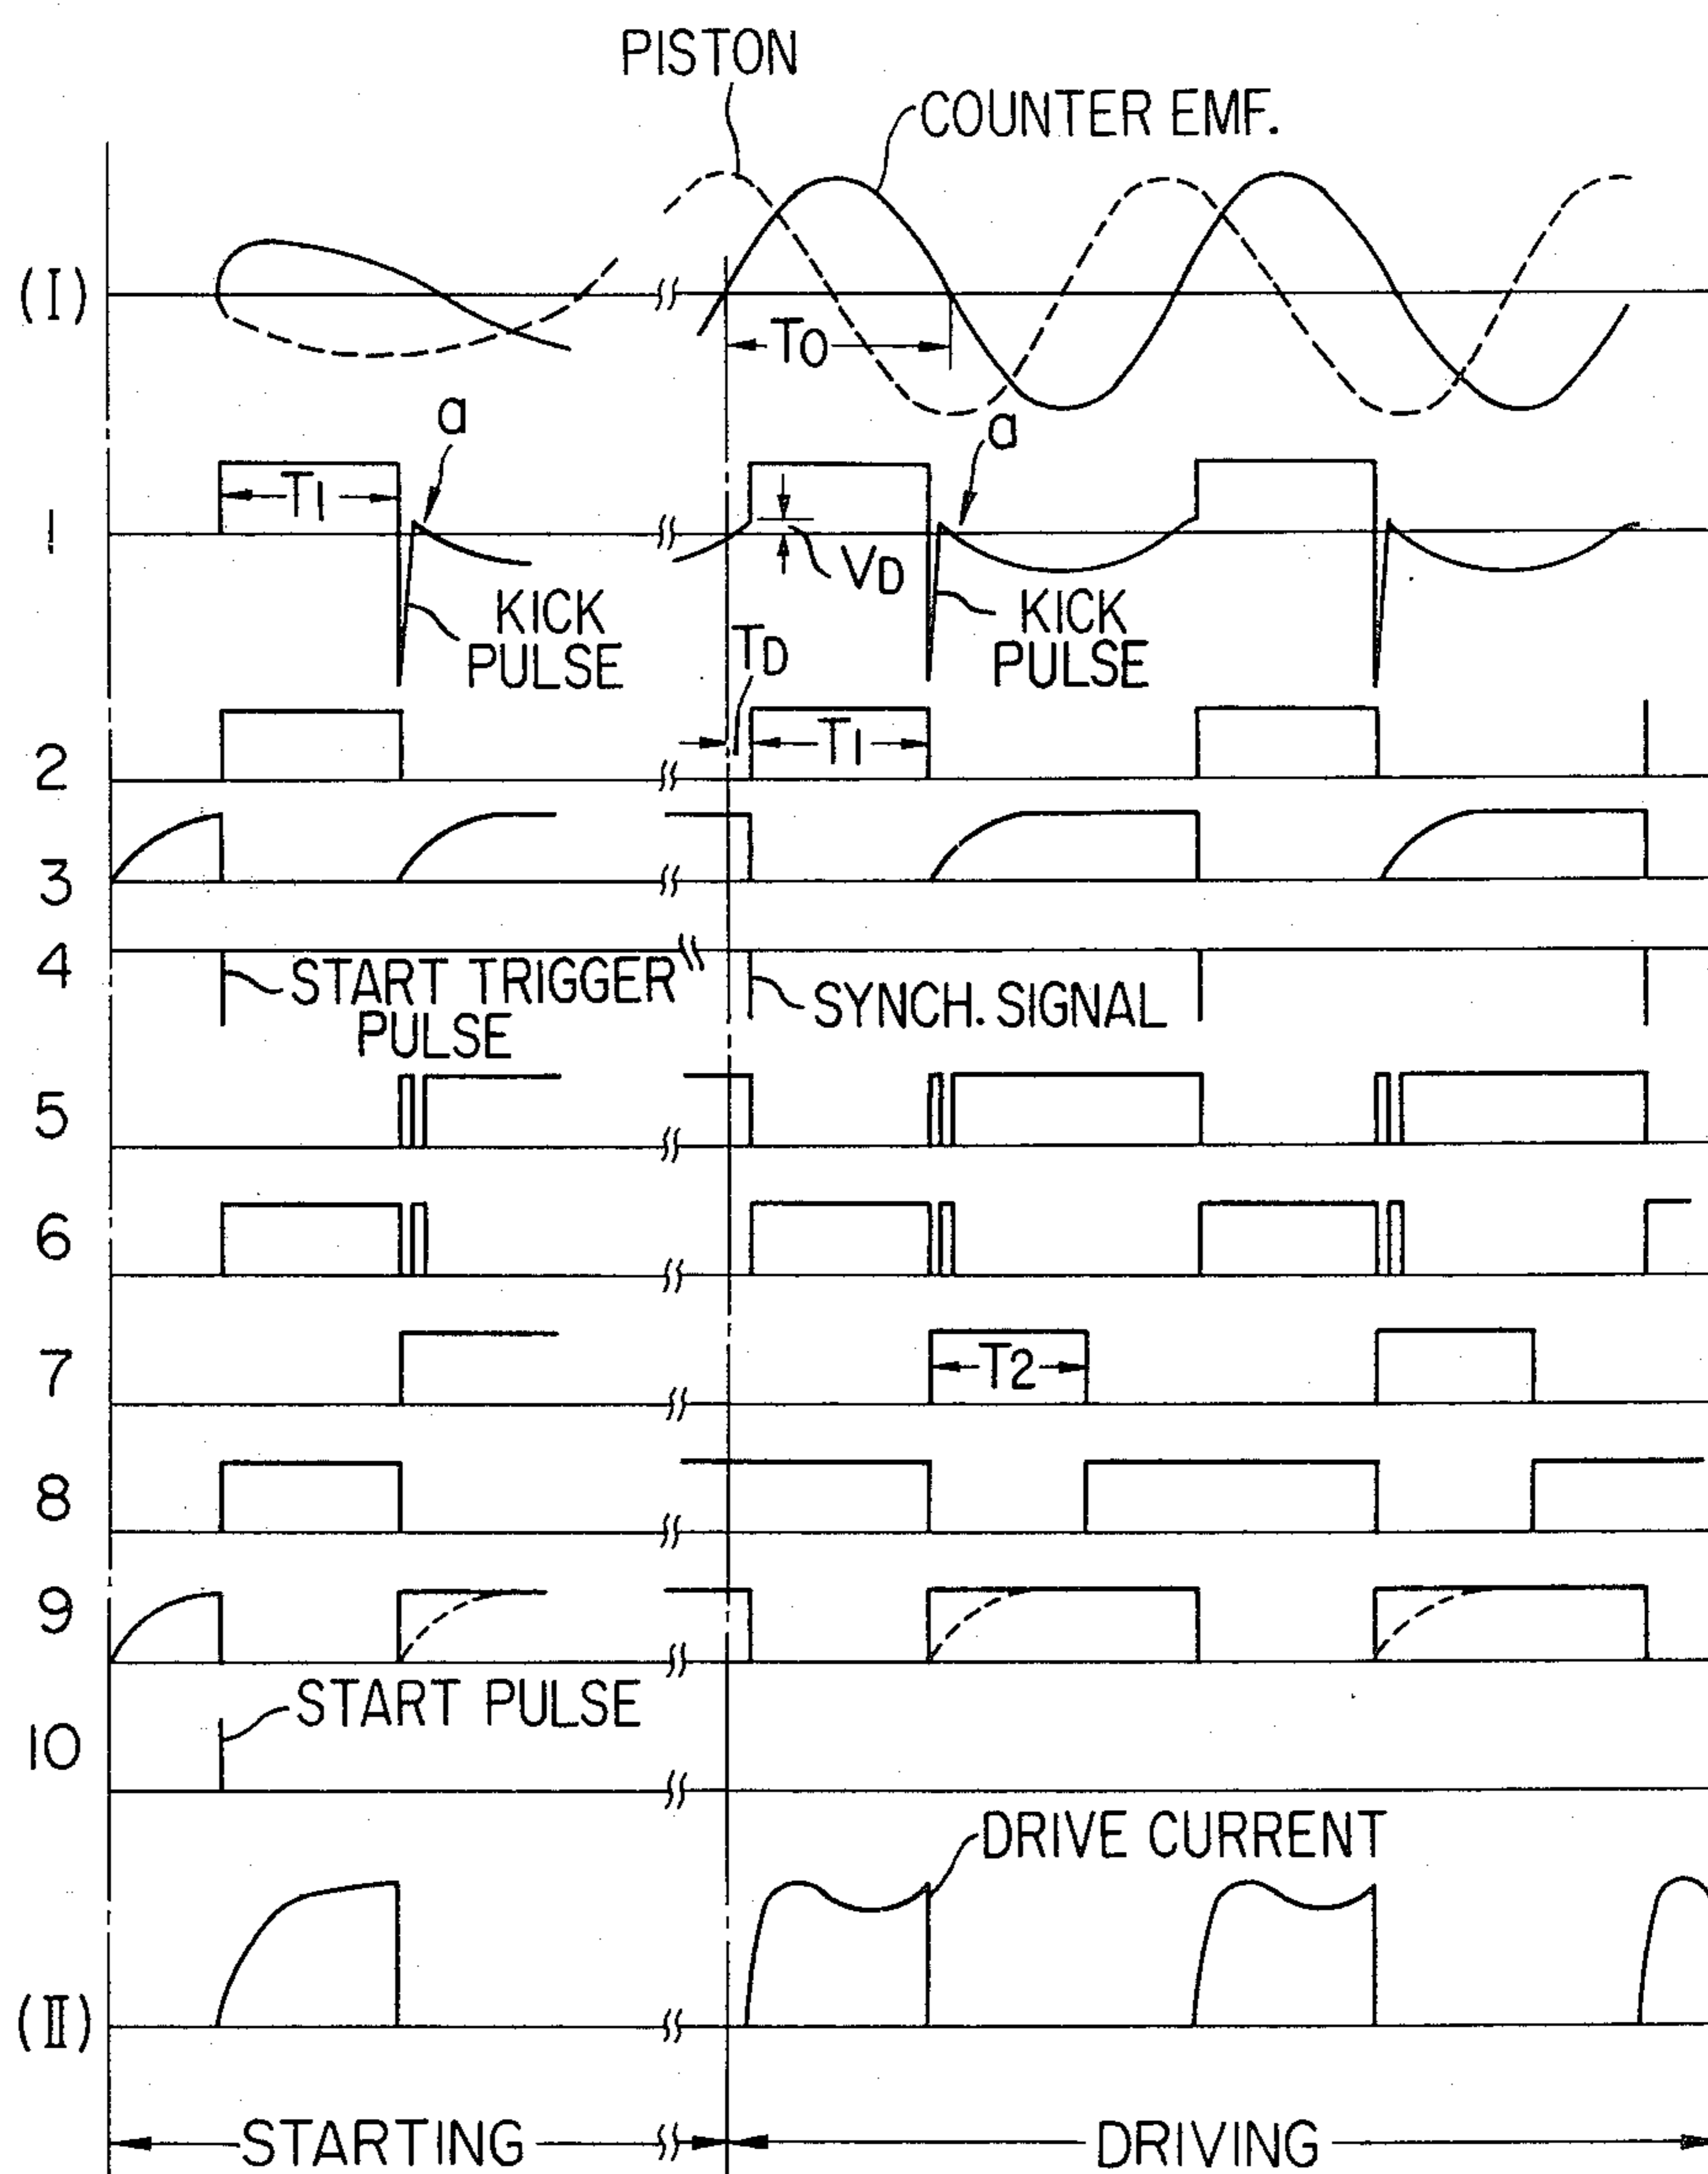 PISTON
COUNTER EMF.
(I)
T0
a
a
1
T1
VD
KICK
PULSE
KICK
PULSE
TD
2
T1
3
4
START TRIGGER
PULSE
SYNCH. SIGNAL
5
6
7
T2
8
9
START PULSE
10
DRIVE CURRENT
(II)
STARTING
DRIVING